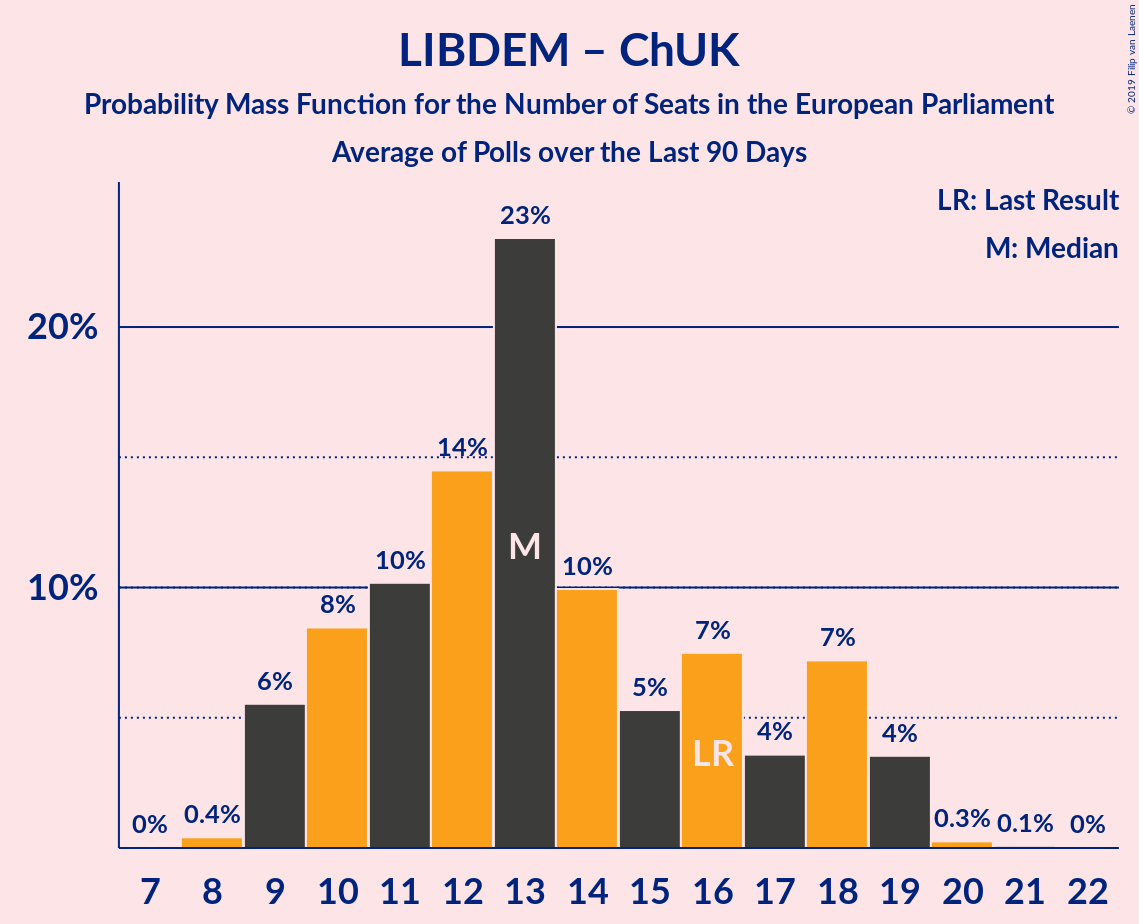 LIBDEM – ChUK
Probability Mass Function for the Number of Seats in the European Parliament
Average of Polls over the Last 90 Days
© 2019 Filip van Laenen
LR: Last Result
M: Median
23%
20%
14%
M
10%
10%
10%
8%
7%
7%
6%
5%
4%
4%
LR
0%
0.4%
0.3%
0.1%
0%
7 8 9 10 11 12 13 14 15 16 17 18 19 20 21 22